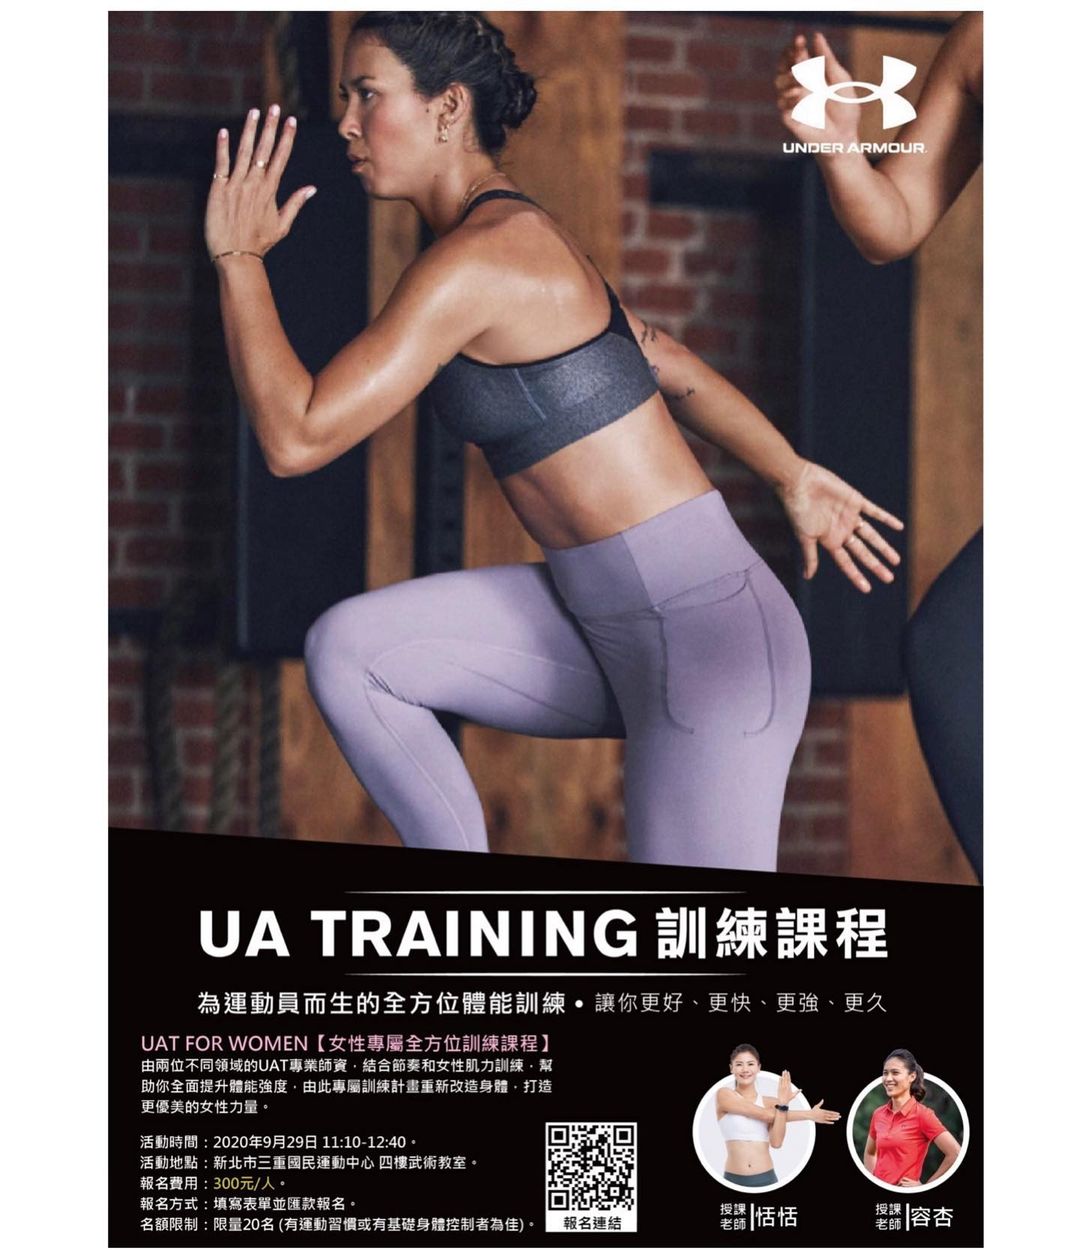 UNDER ARMOUR.
UA TRAINING 訓練課程
為運動員而生的全方位體能訓練・讓你更好、更快、更強、更久
UAT FOR WOMEN【女性專屬全方位訓練課程】
由兩位不同領域的UAT專業師資，結合節奏和女性肌力訓練，幫
助你全面提升體能強度，由此專屬訓練計畫重新改造身體，打造
更優美的女性力量。
活動時間：2020年9月29日 11:10-12:40。
活動地點：新北市三重國民運動中心 四樓武術教室。
報名費用：300元/人。
報名方式：填寫表單並匯款報名。
名額限制：限量20名 (有運動習慣或有基礎身體控制者為佳)。
報名連結
授課老師 恬恬
授課老師 容杏